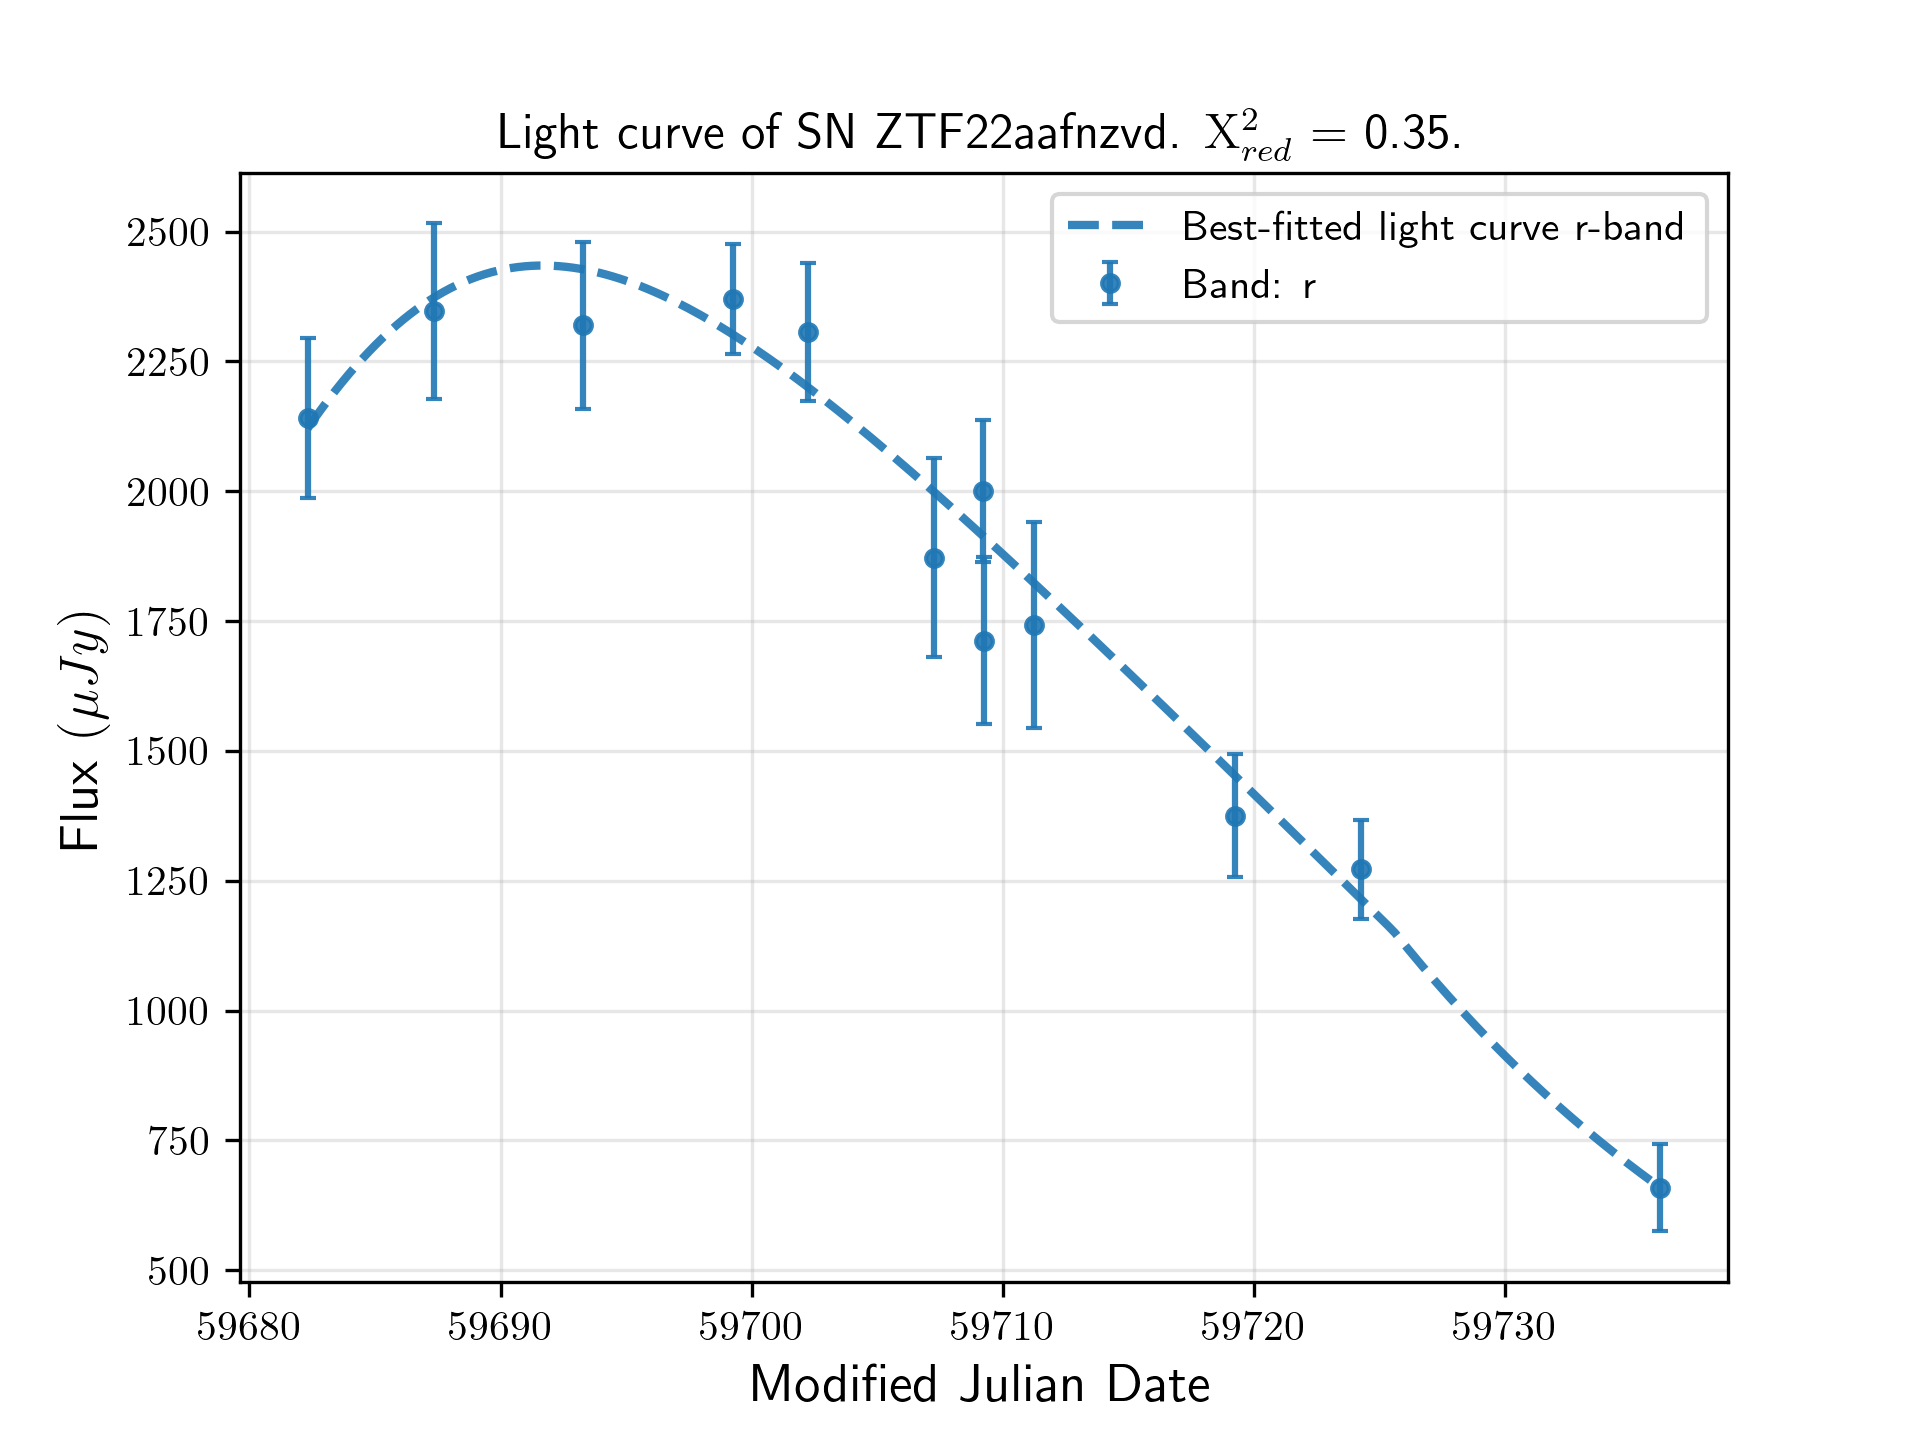 Light curve of SN ZTF22aafnzvd. X²_red = 0.35.
Best-fitted light curve r-band
Band: r
2500
2250
2000
1750
1500
1250
1000
750
500
Flux (μJy)
59680 59690 59700 59710 59720 59730
Modified Julian Date